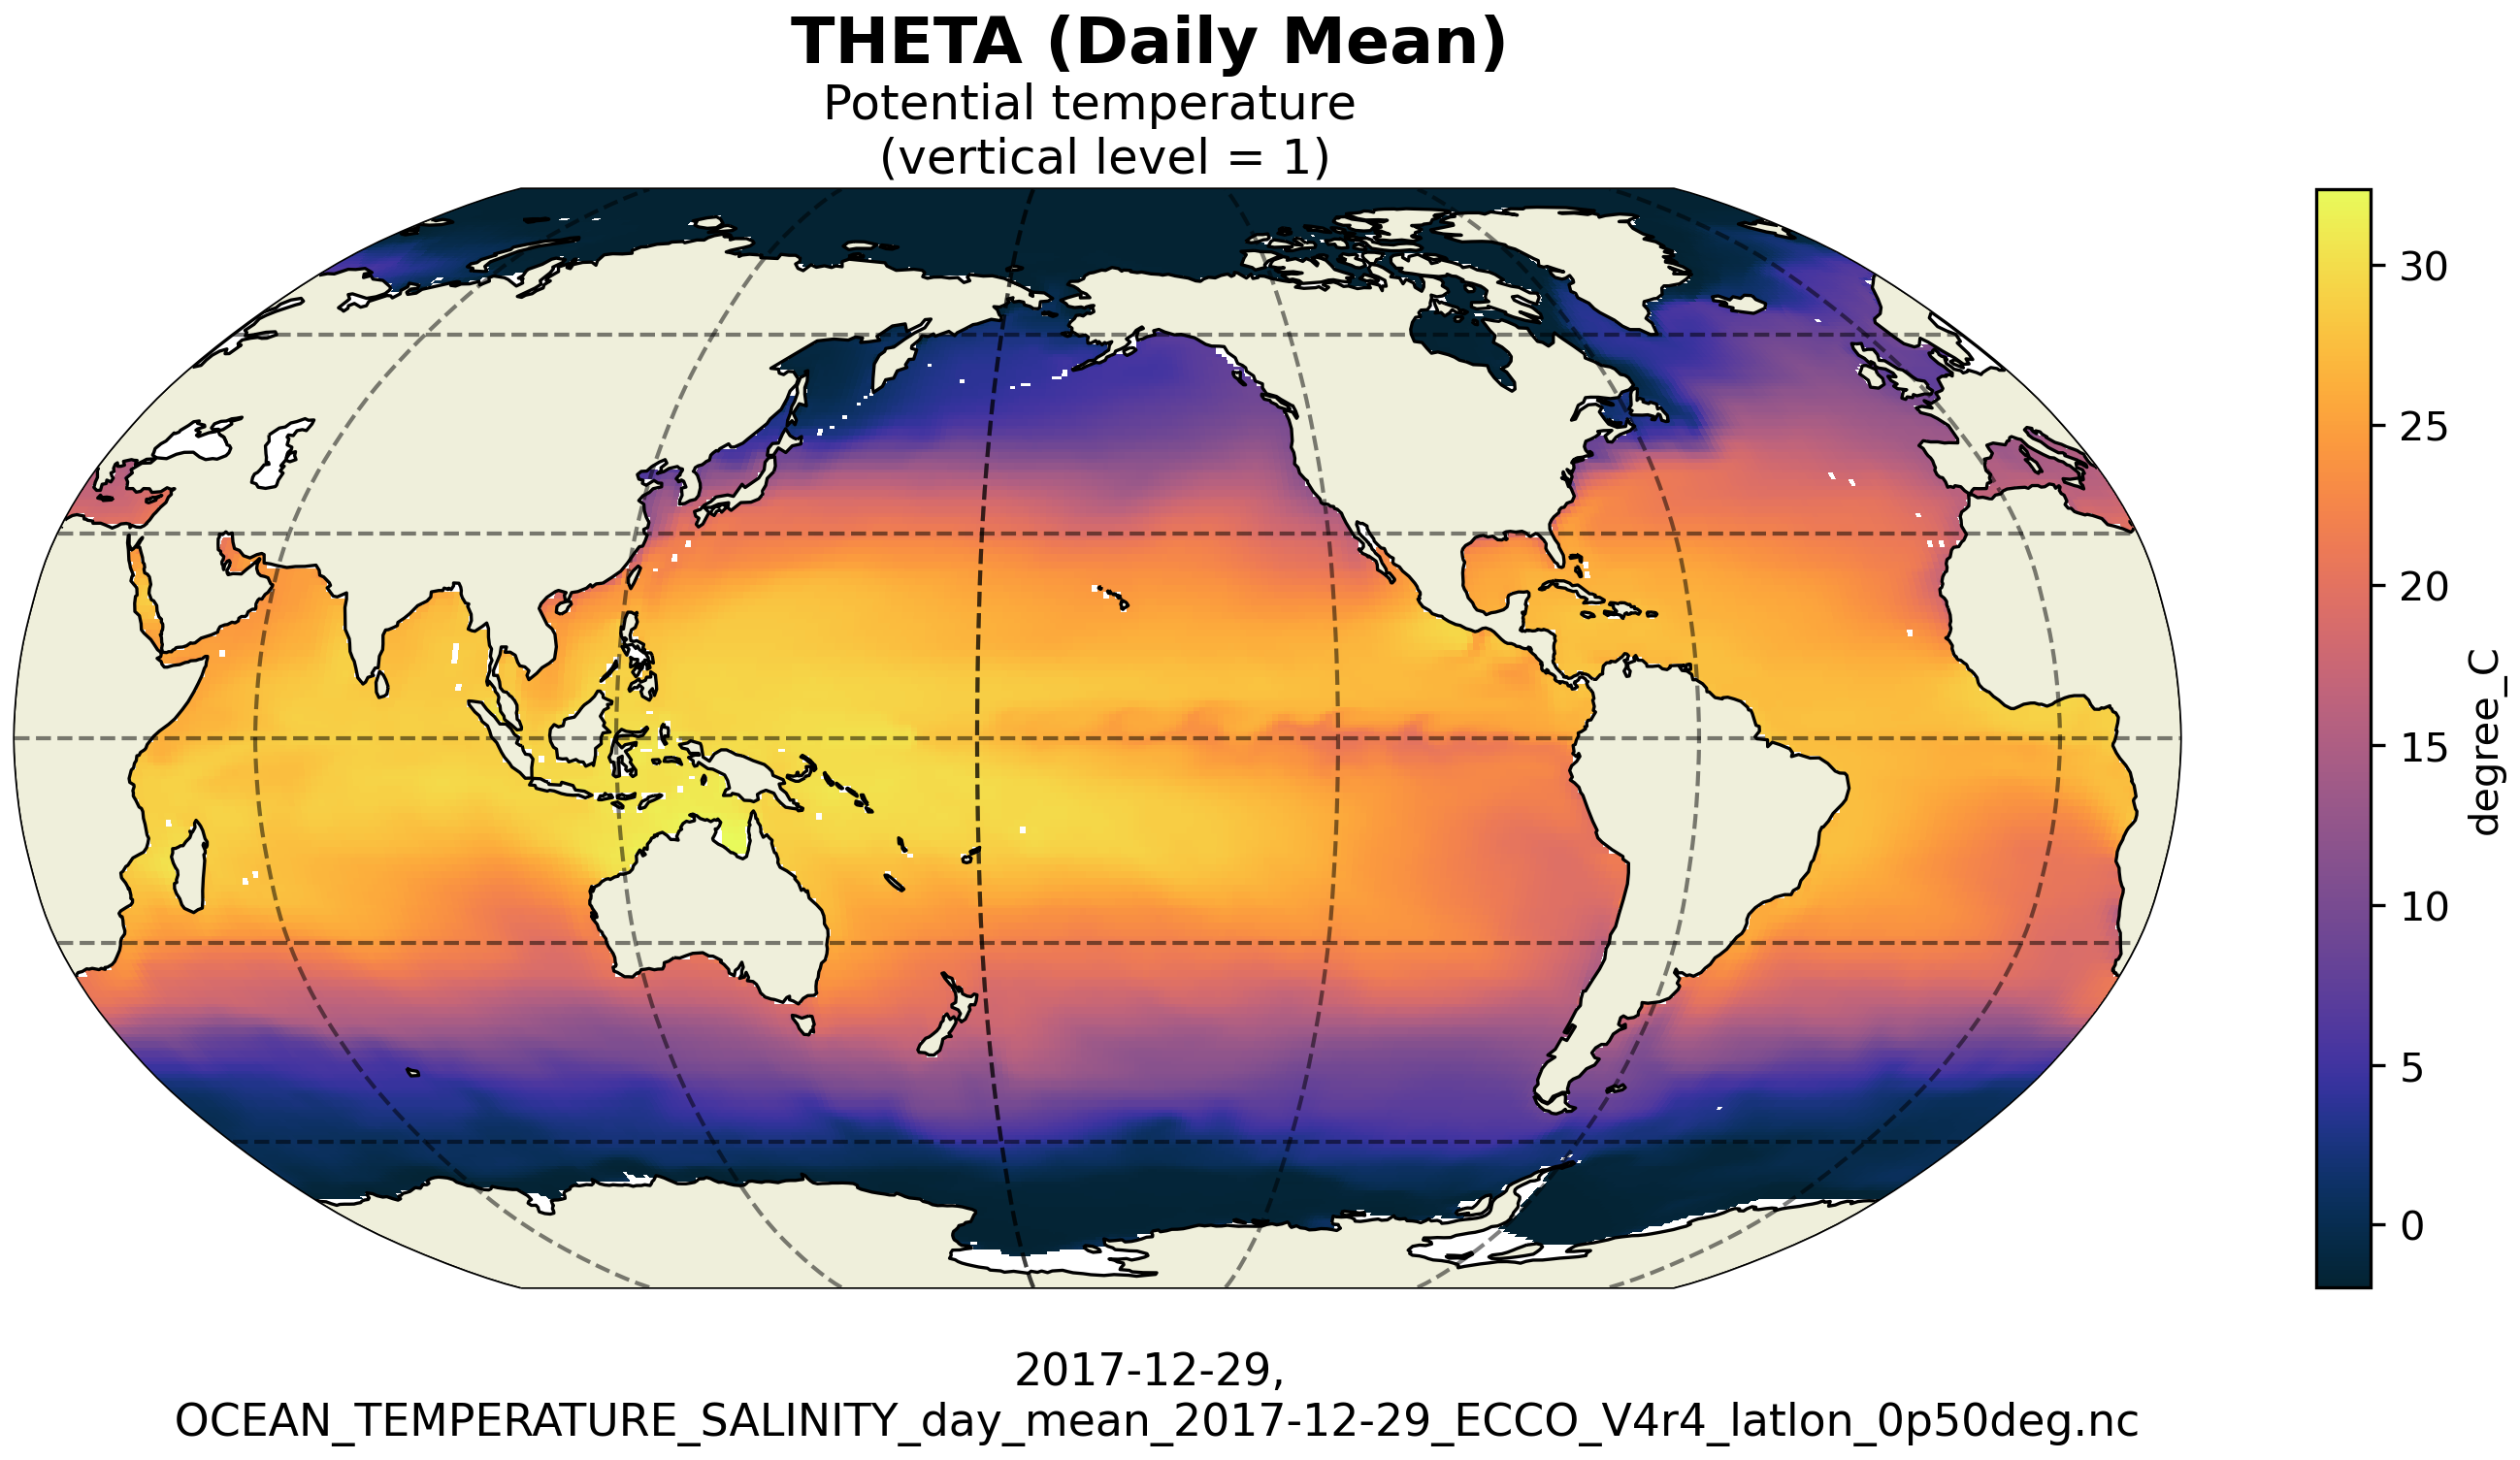 THETA (Daily Mean)
Potential temperature
(vertical level = 1)
30
25
20
15
10
5
0
degree_C
2017-12-29,
OCEAN_TEMPERATURE_SALINITY_day_mean_2017-12-29_ECCO_V4r4_latlon_0p50deg.nc